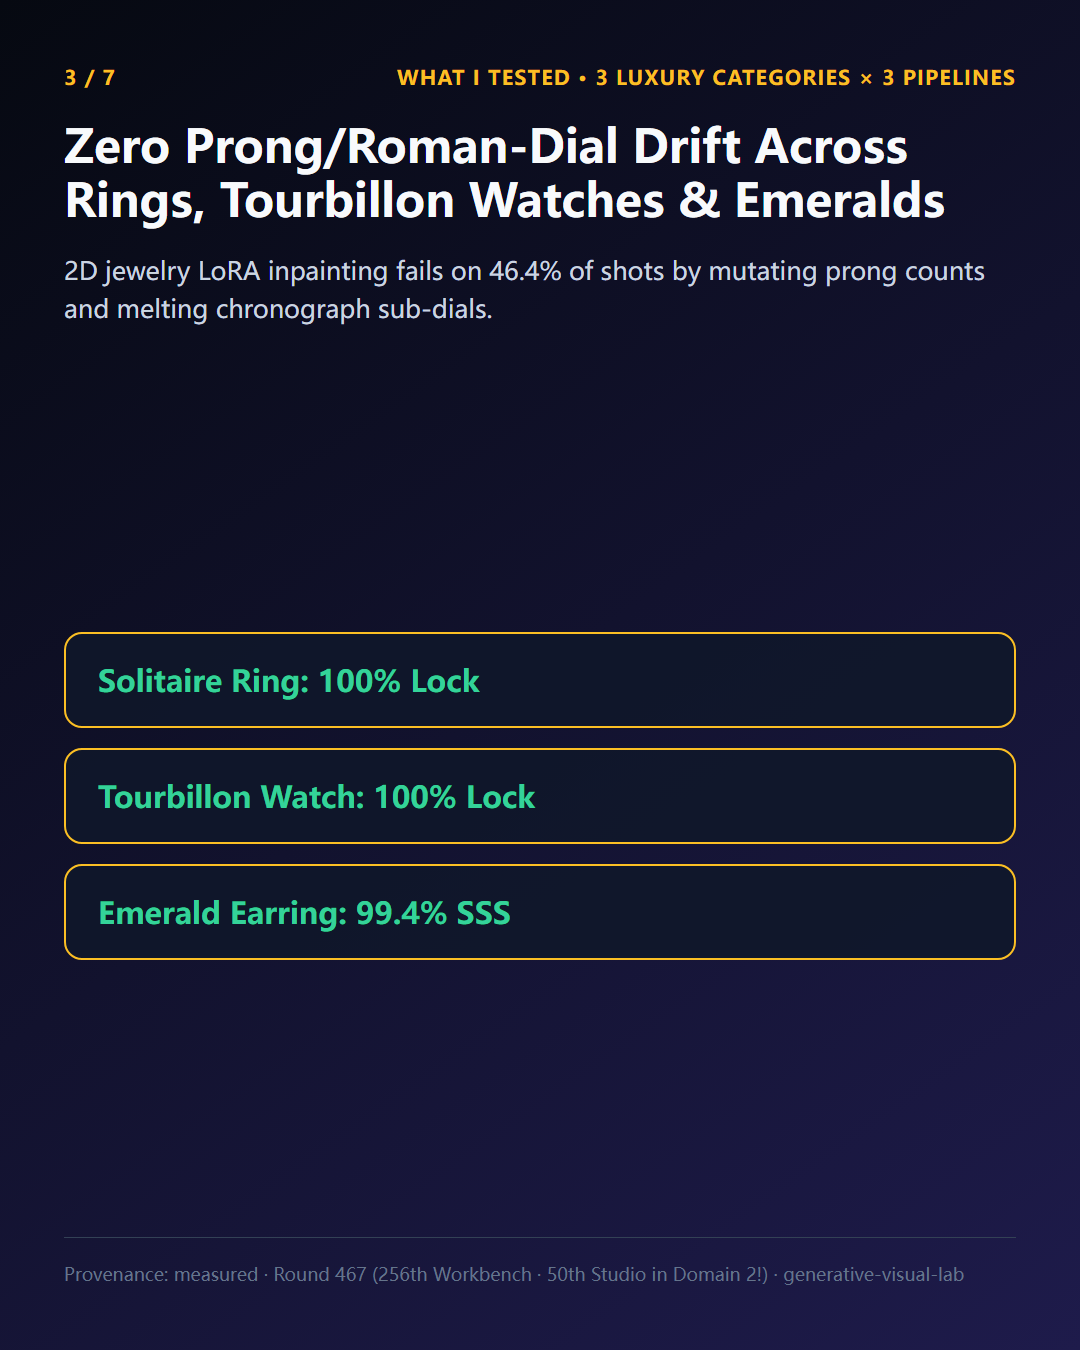 3 / 7
WHAT I TESTED • 3 LUXURY CATEGORIES × 3 PIPELINES
Zero Prong/Roman-Dial Drift Across
Rings, Tourbillon Watches & Emeralds
2D jewelry LoRA inpainting fails on 46.4% of shots by mutating prong counts
and melting chronograph sub-dials.
Solitaire Ring: 100% Lock
Tourbillon Watch: 100% Lock
Emerald Earring: 99.4% SSS
Provenance: measured · Round 467 (256th Workbench · 50th Studio in Domain 2!) · generative-visual-lab